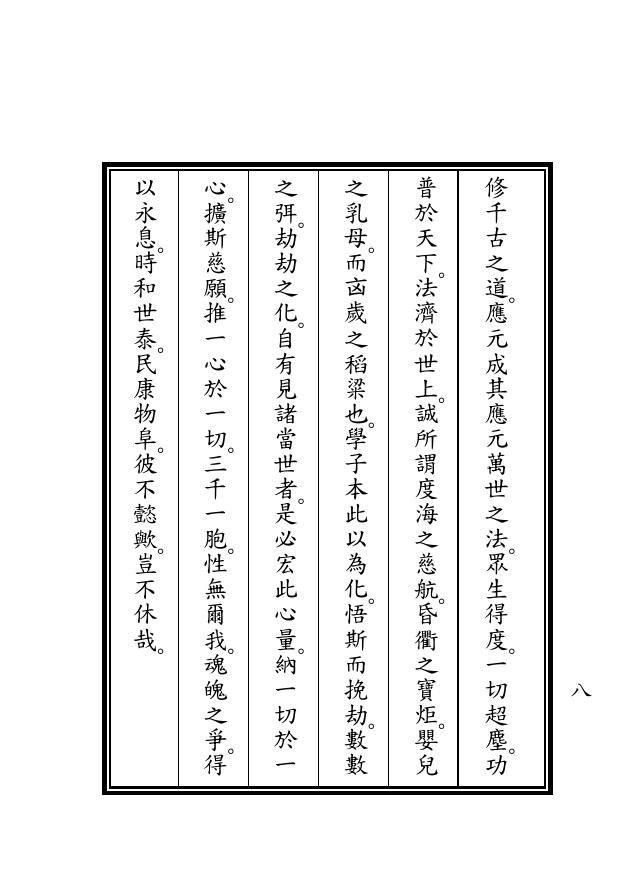 修千古之道。應元成其應元萬世之法。眾生得度。一切超塵。功
普於天下。法濟於世上。誠所謂度海之慈航。昏衢之寶炬。嬰兒
之乳母。而凶歲之稻粱也。學子本此以為化。悟斯而挽劫。數數
之弭。劫劫之化。自有見諸當世者。是必宏此心量。納一切於一
心。擴斯慈願。推一心於一切。三千一胞。性無爾我。魂魄之爭。得
以永息。時和世泰。民康物阜。彼不懿歟。豈不休哉。
八